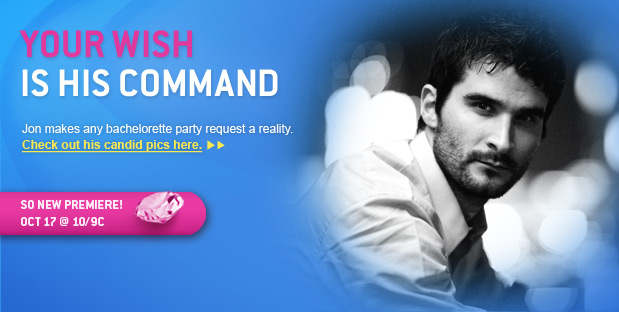 YOUR WISH
IS HIS COMMAND
Jon makes any bachelorette party request a reality.
Check out his candid pics here.
SO NEW PREMIERE!
OCT 17 @ 10/9C